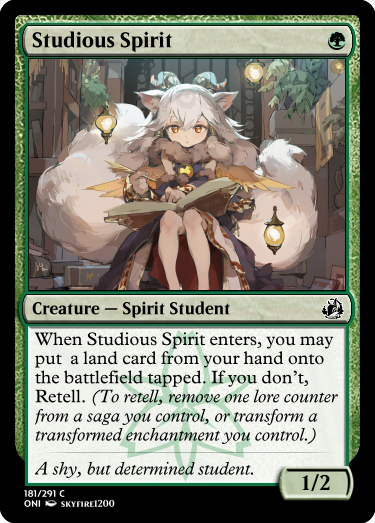 Studious Spirit
Creature — Spirit Student
When Studious Spirit enters, you may
put a land card from your hand onto
the battlefield tapped. If you don't,
Retell. (To retell, remove one lore counter
from a saga you control, or transform a
transformed enchantment you control.)
A shy, but determined student.
1/2
181/291 C
ONI SKYFIRE1200